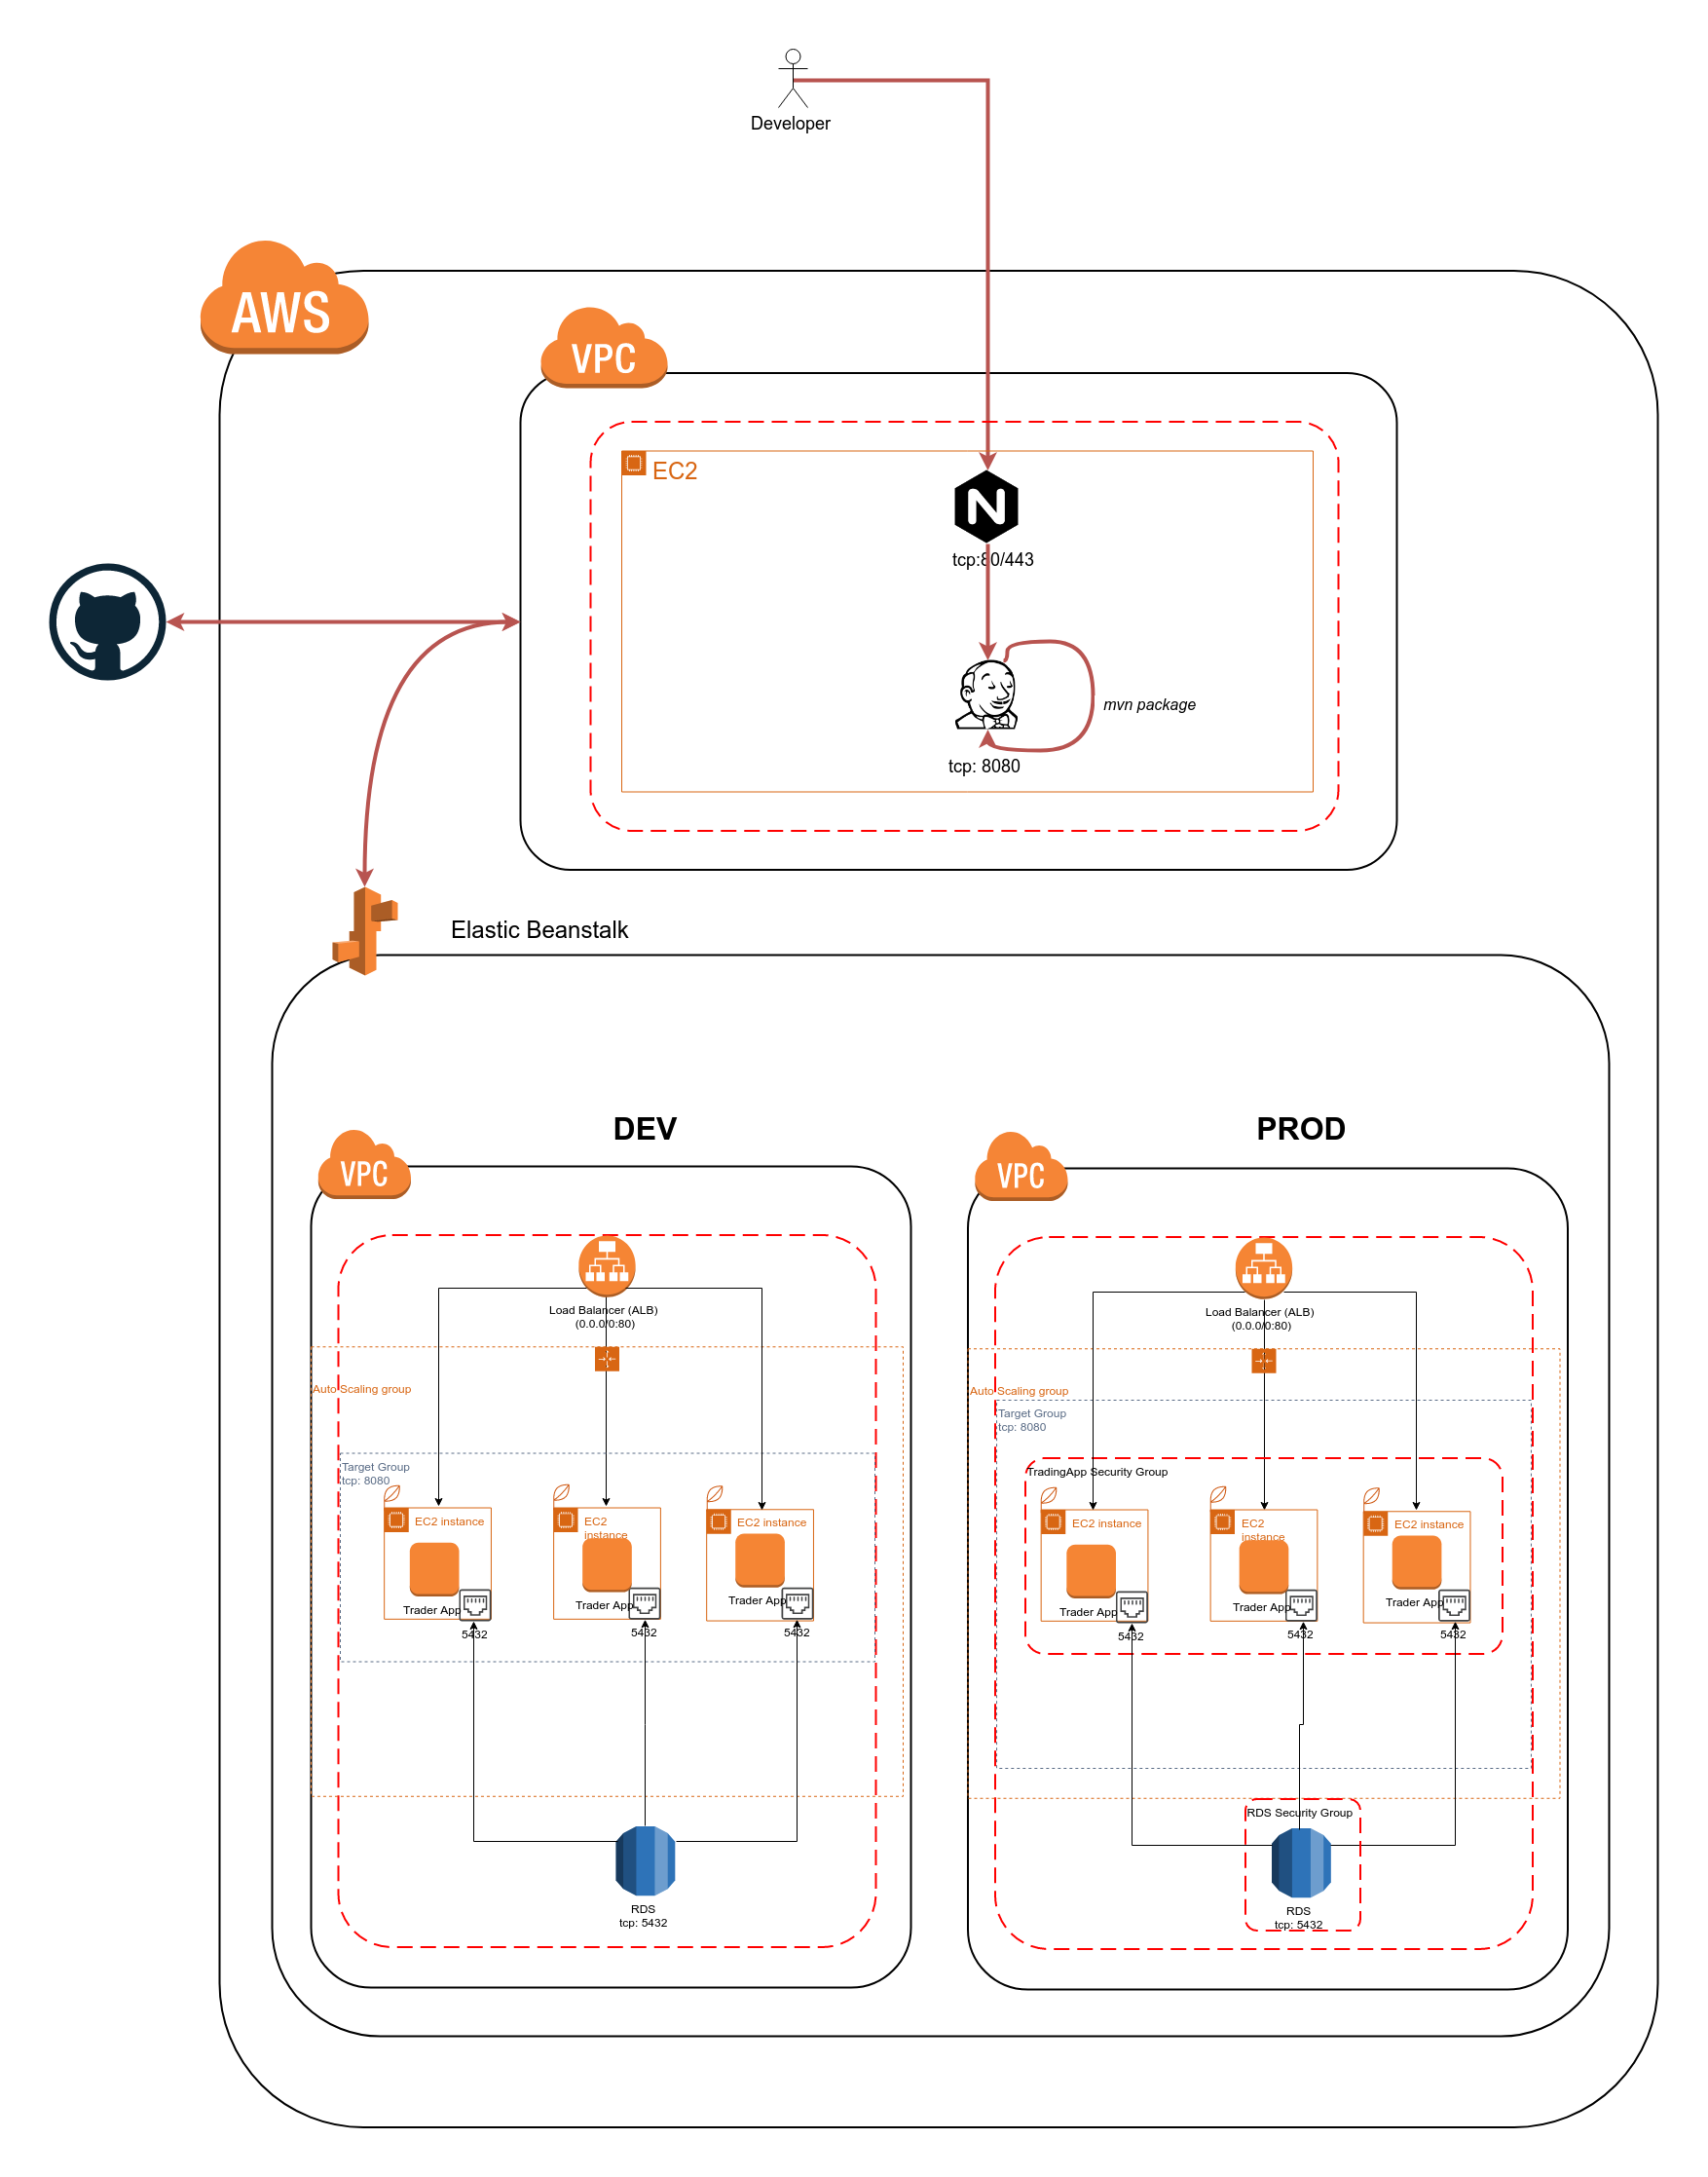 Developer
AWS
VPC
EC2
tcp:80/443
mvn package
tcp: 8080
Elastic Beanstalk
DEV
VPC
Load Balancer (ALB)
(0.0.0/0:80)
Auto Scaling group
Target Group
tcp: 8080
EC2 instance
EC2
instance
EC2 instance
Trader App
Trader App
Trader App
5432
5432
5432
RDS
tcp: 5432
PROD
VPC
Load Balancer (ALB)
(0.0.0/0:80)
Auto Scaling group
Target Group
tcp: 8080
TradingApp Security Group
EC2 instance
EC2
instance
EC2 instance
Trader App
Trader App
Trader App
5432
5432
5432
RDS Security Group
RDS
tcp: 5432